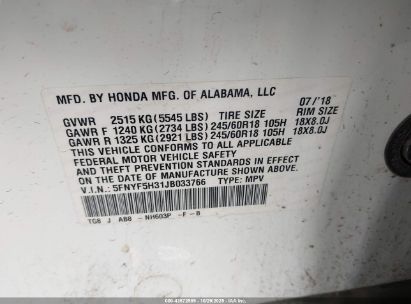 MFD. BY HONDA MFG. OF ALABAMA, LLC 07/'18
GVWR 2515 KG(5545 LBS) TIRE SIZE RIM SIZE
GAWR F 1240 KG(2734 LBS) 245/60R18 105H 18X8.0J
GAWR R 1325 KG(2921 LBS) 245/60R18 105H 18X8.0J
THIS VEHICLE CONFORMS TO ALL APPLICABLE
FEDERAL MOTOR VEHICLE SAFETY, BUMPER,
& THEFT PREVENTION STANDARDS IN EFFECT
ON THE DATE OF MANUFACTURE SHOWN ABOVE.
V.I.N.: 5FNYF5H31JB033766 TYPE: MPV
TG8 J AB8 - NH603P -F -B